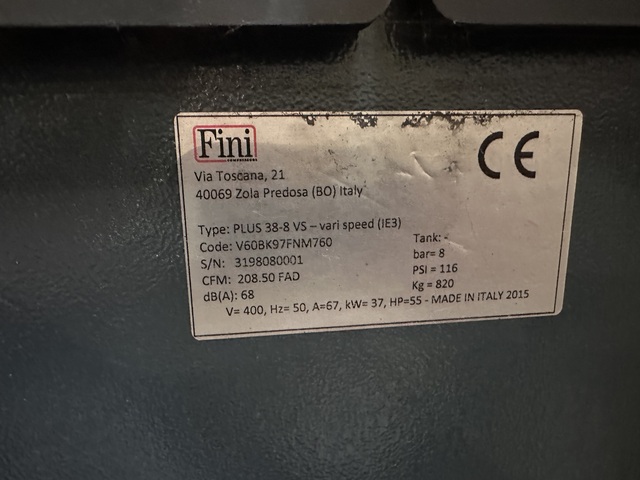 Fini
COMPRESSORS
CE
Via Toscana, 21
40069 Zola Predosa (BO) Italy
Type: PLUS 38-8 VS – vari speed (IE3)
Code: V60BK97FNM760
S/N: 3198080001
CFM: 208.50 FAD
dB(A): 68
Tank: -
bar= 8
PSI = 116
Kg = 820
V= 400, Hz= 50, A=67, kW= 37, HP=55 - MADE IN ITALY 2015